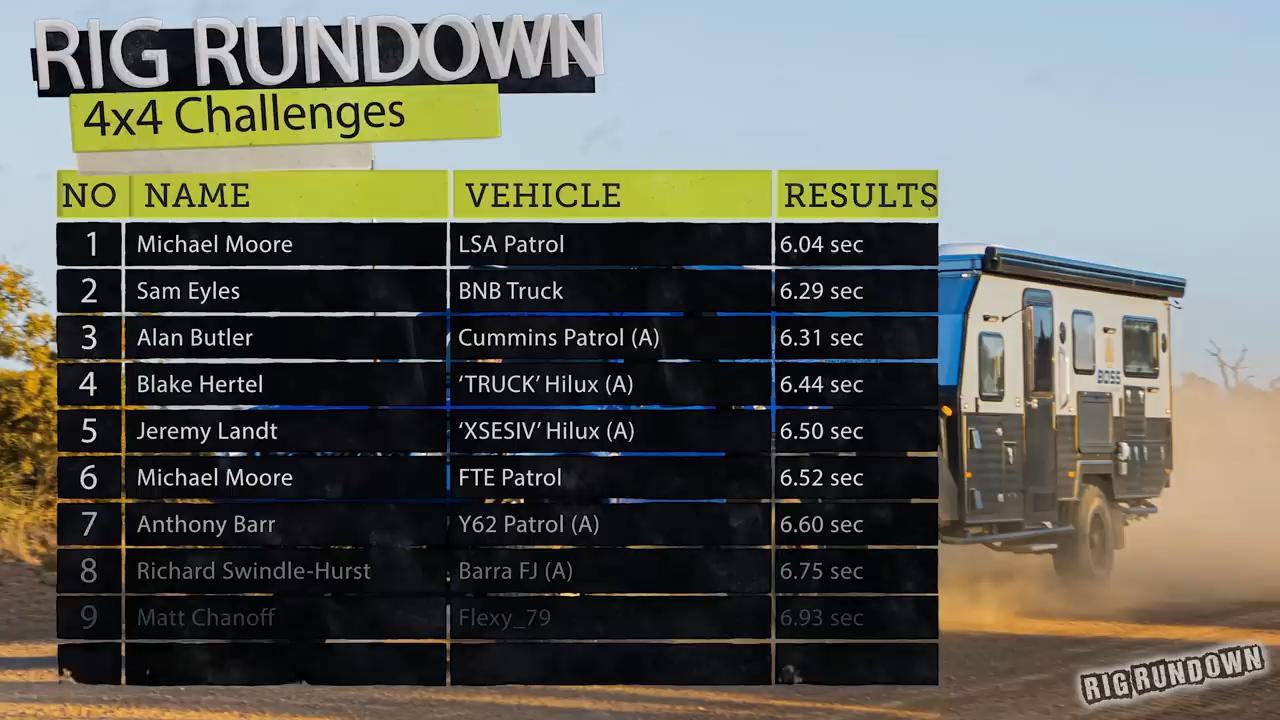 RIG RUNDOWN
4x4 Challenges
NO NAME VEHICLE RESULTS
1 Michael Moore LSA Patrol 6.04 sec
2 Sam Eyles BNB Truck 6.29 sec
3 Alan Butler Cummins Patrol (A) 6.31 sec
4 Blake Hertel ‘TRUCK’ Hilux (A) 6.44 sec
5 Jeremy Landt ‘XSESIV’ Hilux (A) 6.50 sec
6 Michael Moore FTE Patrol 6.52 sec
7 Anthony Barr Y62 Patrol (A) 6.60 sec
8 Richard Swindle-Hurst Barra FJ (A) 6.75 sec
9 Matt Chanoff Flexy_79 6.93 sec
BOSS
RIG RUNDOWN